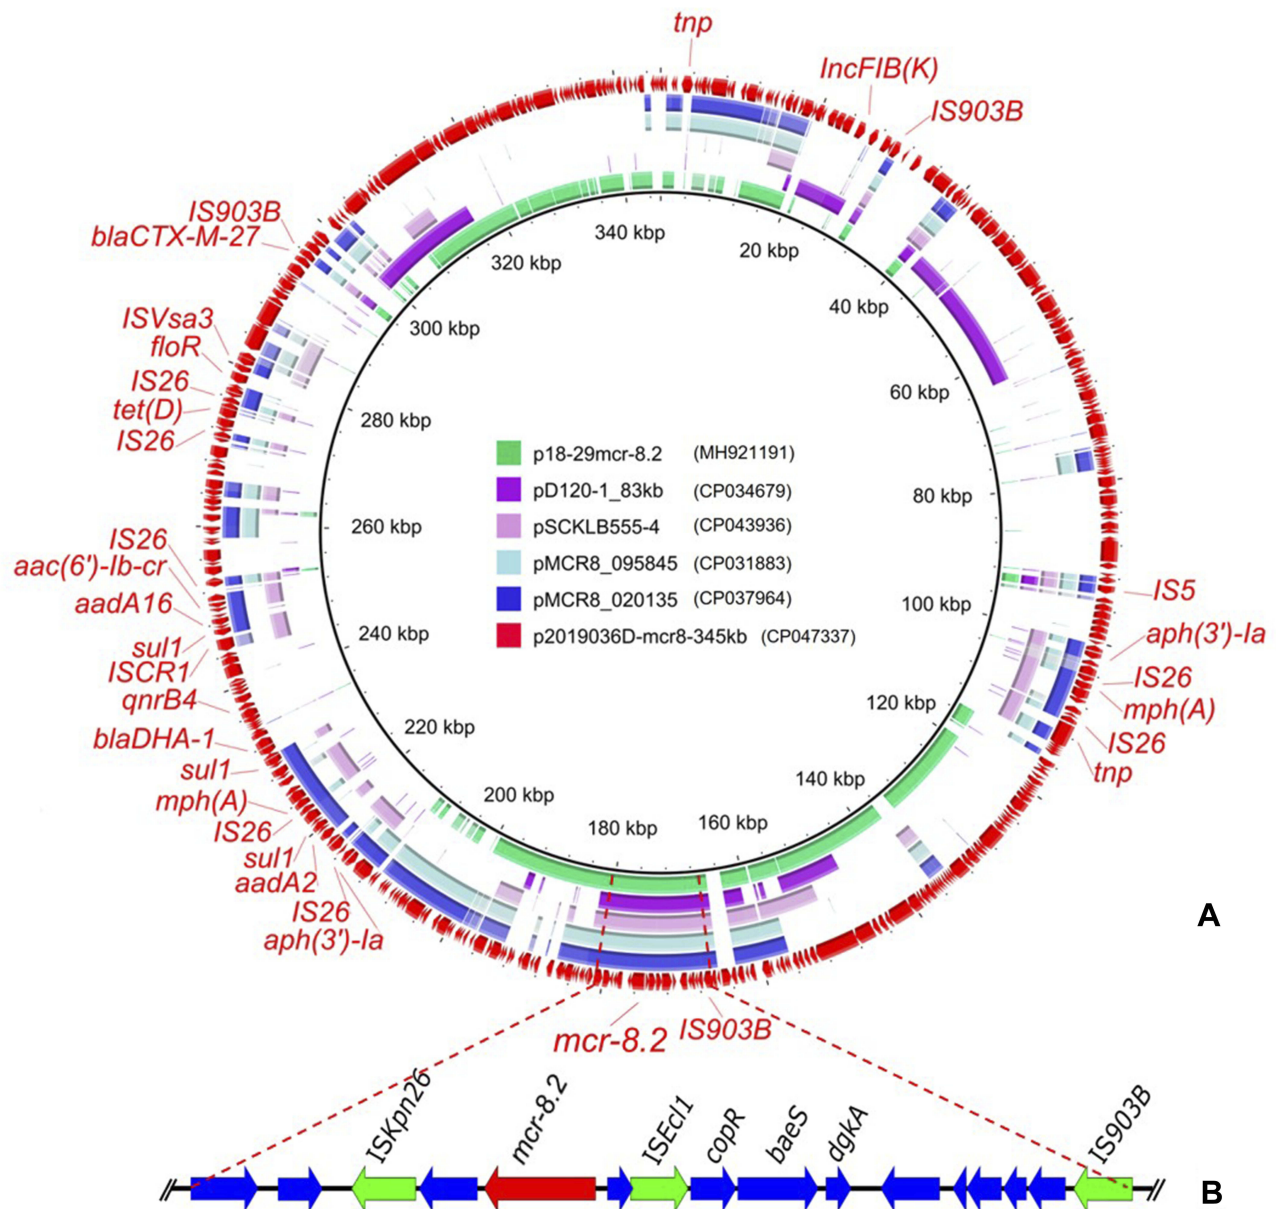 tnp
IncFIB(K)
IS903B
IS903B
blaCTX-M-27
ISVsa3
floR
IS26
tet(D)
IS26
IS26
aac(6')-Ib-cr
aadA16
sul1
ISCR1
qnrB4
blaDHA-1
sul1
mph(A)
IS26
sul1
aadA2
IS26
aph(3')-Ia
340 kbp
20 kbp
320 kbp
40 kbp
300 kbp
60 kbp
280 kbp
80 kbp
260 kbp
100 kbp
240 kbp
120 kbp
220 kbp
140 kbp
200 kbp
160 kbp
180 kbp
p18-29mcr-8.2 (MH921191)
pD120-1_83kb (CP034679)
pSCKLB555-4 (CP043936)
pMCR8_095845 (CP031883)
pMCR8_020135 (CP037964)
p2019036D-mcr8-345kb (CP047337)
IS5
aph(3')-Ia
IS26
mph(A)
IS26
tnp
A
mcr-8.2
IS903B
ISKpn26
mcr-8.2
ISEcl1
copR
baeS
dgkA
IS903B
B